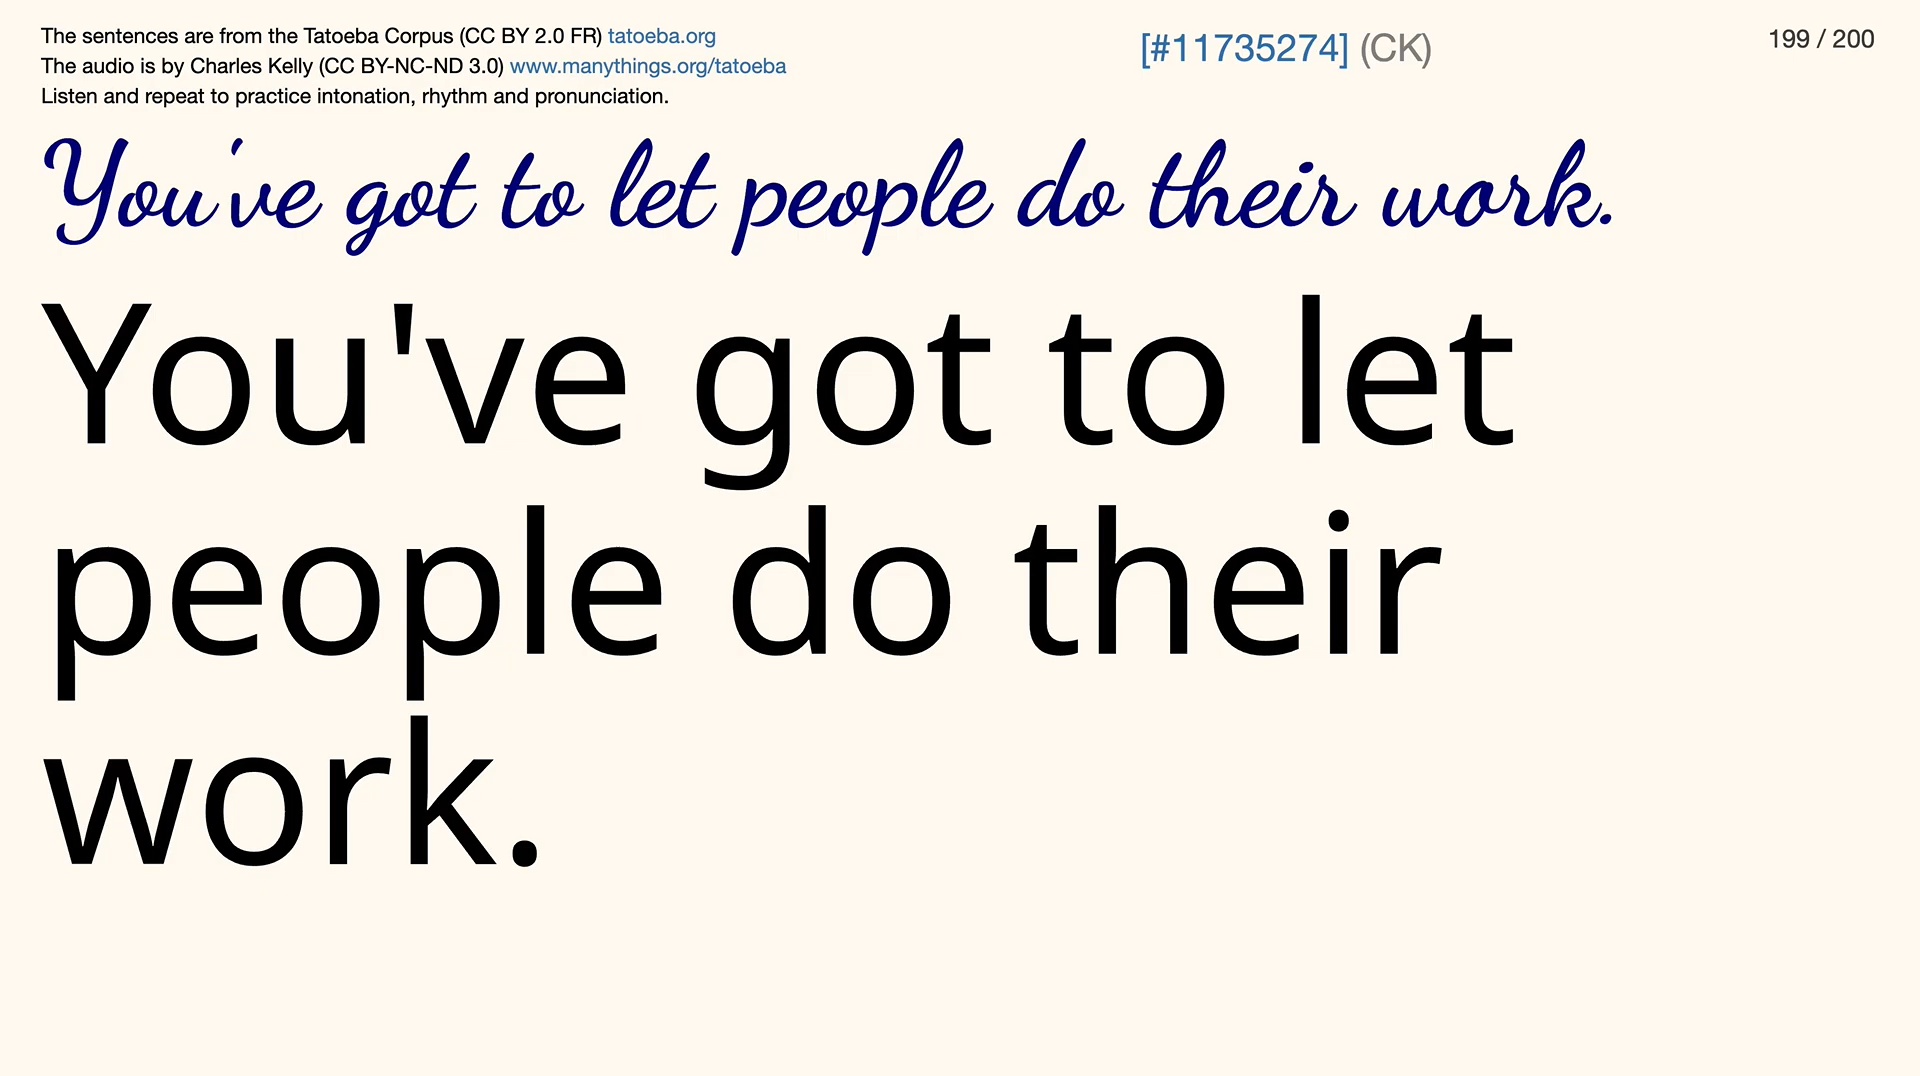 The sentences are from the Tatoeba Corpus (CC BY 2.0 FR) tatoeba.org
The audio is by Charles Kelly (CC BY-NC-ND 3.0) www.manythings.org/tatoeba
Listen and repeat to practice intonation, rhythm and pronunciation.
[#11735274] (CK)
199 / 200
You've got to let people do their work.
You've got to let
people do their
work.